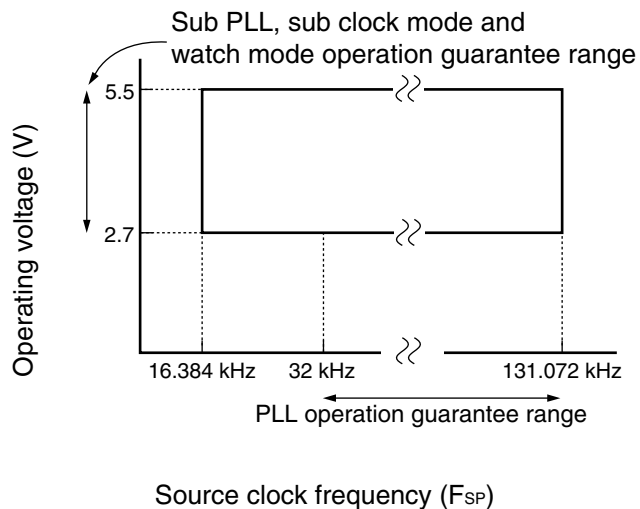 Sub PLL, sub clock mode and
watch mode operation guarantee range
5.5
Operating voltage (V)
2.7
16.384 kHz
32 kHz
131.072 kHz
PLL operation guarantee range
Source clock frequency (FSP)